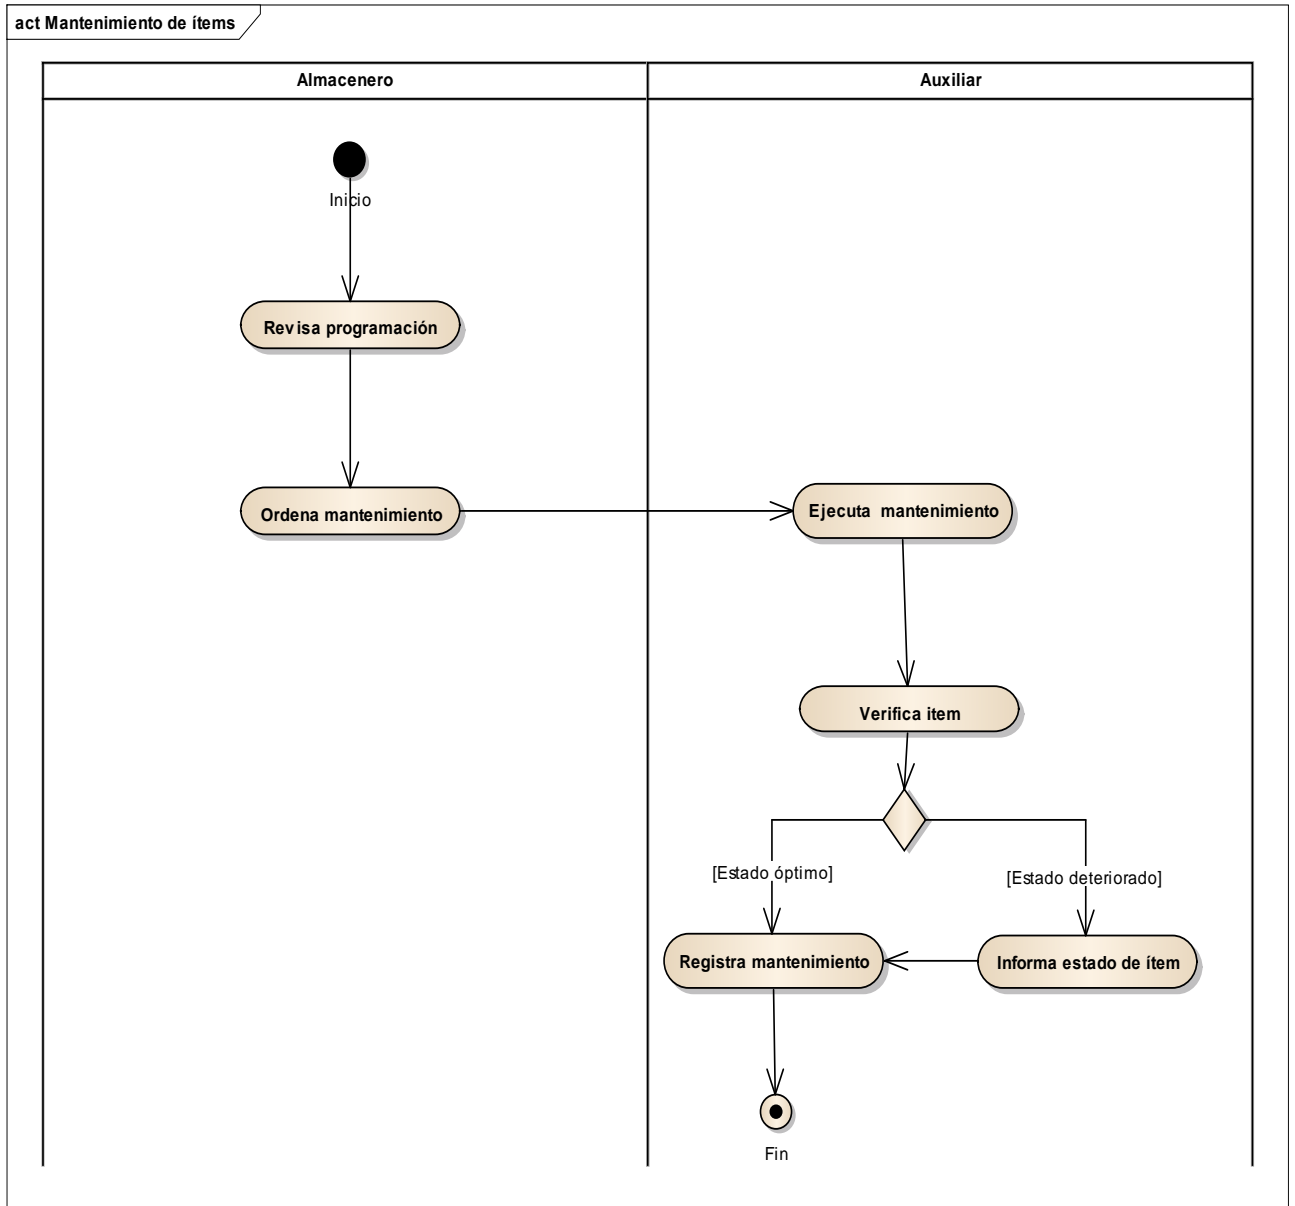 act Mantenimiento de ítems
Almacenero
Auxiliar
Inicio
Revisa programación
Ordena mantenimiento
Ejecuta mantenimiento
Verifica item
[Estado óptimo]
[Estado deteriorado]
Registra mantenimiento
Informa estado de ítem
Fin